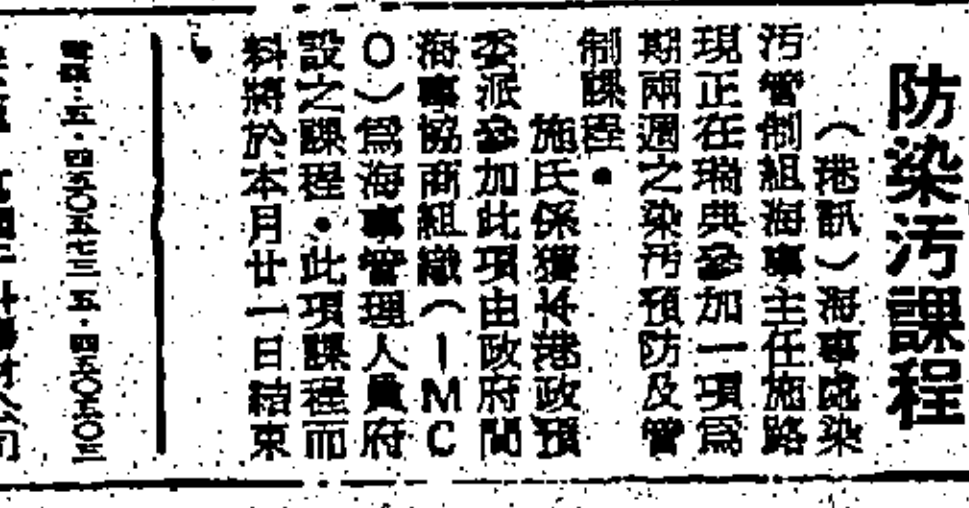 防染污課程
（港訊）海事處染
污管制組海事主任施路
現正在瑞典參加一項爲
期兩週之染污預防及管
制課程。
施氏係獲本港政預
委派參加此項由政府間
海事協商組織（IMC
O）爲海事管理人員府
設之課程。此項課程而
料將於本月廿一日結束
。